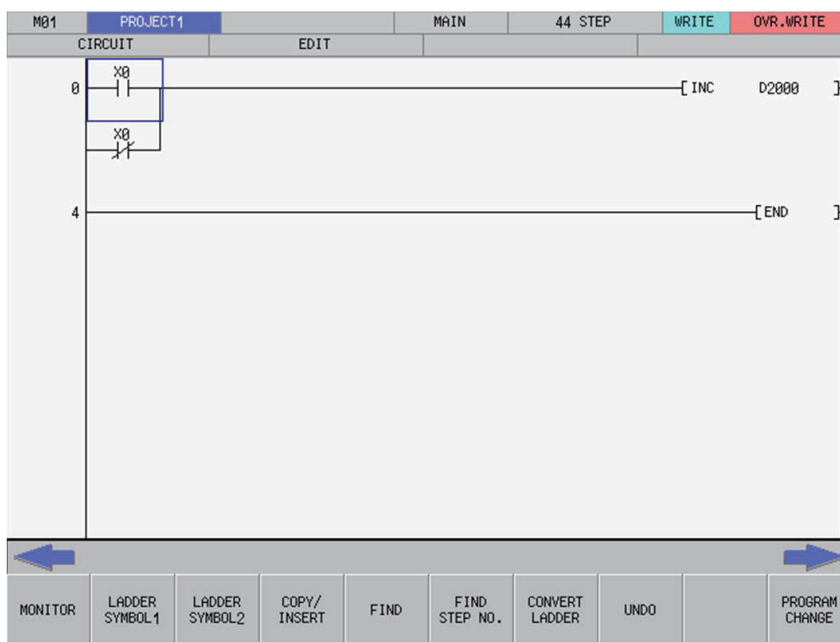 M01 PROJECT1 MAIN 44 STEP WRITE OVR.WRITE
CIRCUIT EDIT
X0
0 [ INC D2000 ]
X0
4 [ END ]
MONITOR LADDER SYMBOL1 LADDER SYMBOL2 COPY/ INSERT FIND FIND STEP NO. CONVERT LADDER UNDO PROGRAM CHANGE